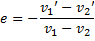 e = − (v₁′ − v₂′) / (v₁ − v₂)